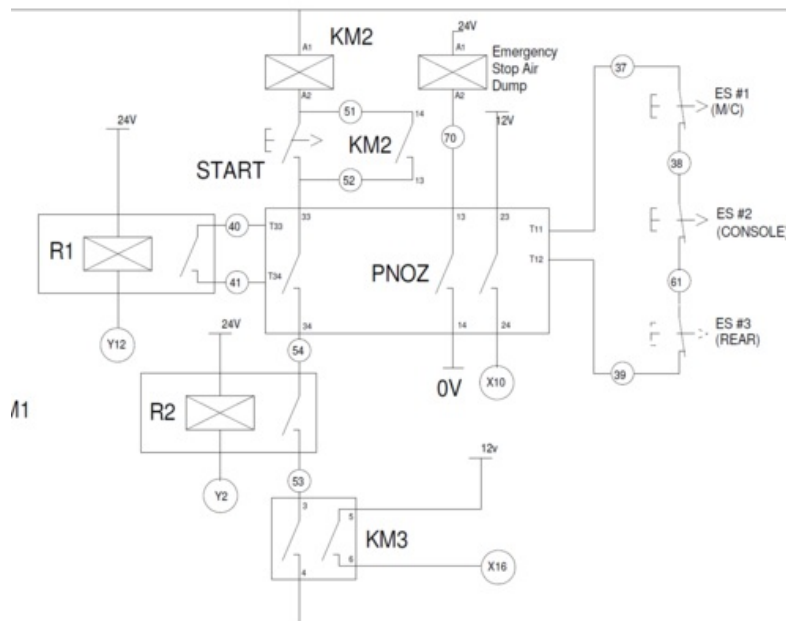 KM2
A1
A2
24V
A1
A2
Emergency
Stop Air
Dump
37
ES #1
(M/C)
51
14
KM2
13
52
START
70
12V
38
24V
R1
40
41
Y12
33
T33
T34
34
PNOZ
13
14
23
24
T11
T12
ES #2
(CONSOLE)
61
ES #3
(REAR)
39
54
0V
X10
24V
R2
Y2
M1
53
12v
3
4
5
6
KM3
X16